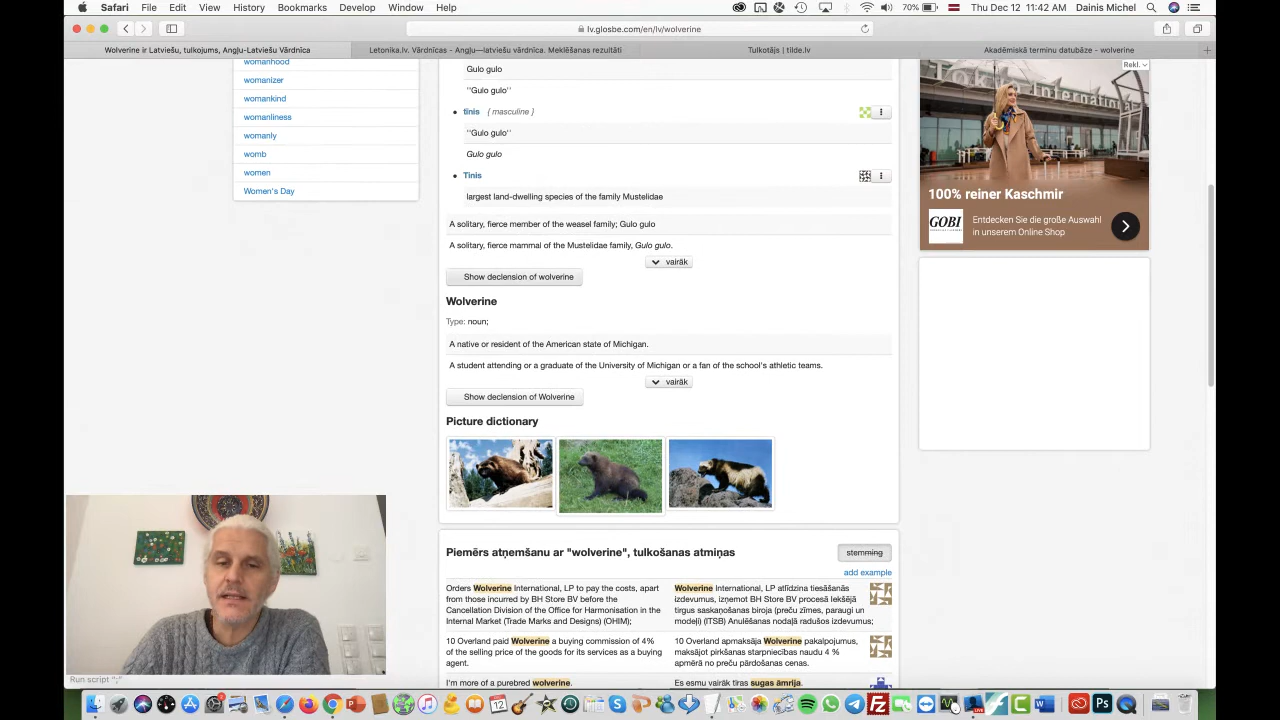 Safari File Edit View History Bookmarks Develop Window Help 70% Thu Dec 12 11:42 AM Dainis Michel
lv.glosbe.com/en/lv/wolverine
Wolverine ir Latviešu, tulkojums, Angļu-Latviešu Vārdnīca
Letonika.lv. Vārdnīcas - Angļu—latviešu vārdnīca. Meklēšanas rezultāti
Tulkotājs | tilde.lv
Akadēmiskā terminu datubāze - wolverine
womanhood
womanizer
womankind
womanliness
womanly
womb
women
Women's Day
Gulo gulo
''Gulo gulo''
• tinis { masculine }
''Gulo gulo''
Gulo gulo
• Tinis
largest land-dwelling species of the family Mustelidae
A solitary, fierce member of the weasel family; Gulo gulo
A solitary, fierce mammal of the Mustelidae family, Gulo gulo.
vairāk
Show declension of wolverine
Wolverine
Type: noun;
A native or resident of the American state of Michigan.
A student attending or a graduate of the University of Michigan or a fan of the school's athletic teams.
vairāk
Show declension of Wolverine
Picture dictionary
Piemērs atņemšanu ar "wolverine", tulkošanas atmiņas
stemming
add example
Orders Wolverine International, LP to pay the costs, apart
from those incurred by BH Store BV before the
Cancellation Division of the Office for Harmonisation in the
Internal Market (Trade Marks and Designs) (OHIM);
Wolverine International, LP atlīdzina tiesāšanās
izdevumus, izņemot BH Store BV procesā Iekšējā
tirgus saskaņošanas biroja (preču zīmes, paraugi un
modeļi) (ITSB) Anulēšanas nodaļā radušos izdevumus;
10 Overland paid Wolverine a buying commission of 4%
of the selling price of the goods for its services as a buying
agent.
10 Overland apmaksāja Wolverine pakalpojumus,
maksājot pirkšanas starpniecības naudu 4 %
apmērā no preču pārdošanas cenas.
I'm more of a purebred wolverine.
Es esmu vairāk tīras sugas āmrija.
Rekl.
100% reiner Kaschmir
GOBI
Entdecken Sie die große Auswahl
in unserem Online Shop
Run script ";"